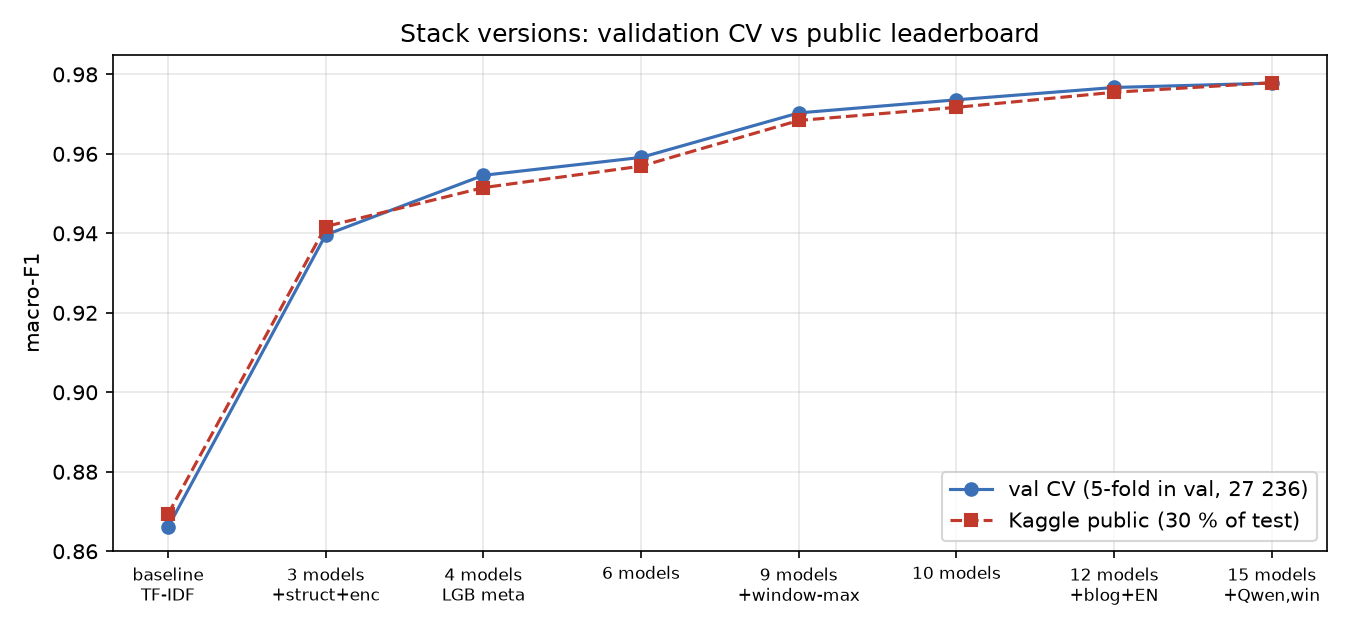 Stack versions: validation CV vs public leaderboard
macro-F1
0.98
0.96
0.94
0.92
0.90
0.88
0.86
val CV (5-fold in val, 27 236)
Kaggle public (30 % of test)
baseline
TF-IDF
3 models
+struct+enc
4 models
LGB meta
6 models
9 models
+window-max
10 models
12 models
+blog+EN
15 models
+Qwen,win